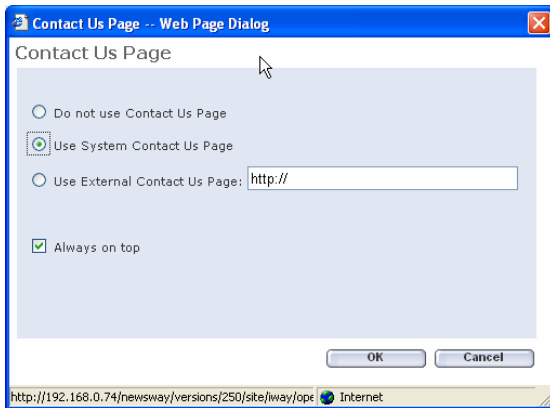 Contact Us Page -- Web Page Dialog
Contact Us Page
Do not use Contact Us Page
Use System Contact Us Page
Use External Contact Us Page: http://
Always on top
OK Cancel
http://192.168.0.74/newsway/versions/250/site/iway/ope Internet